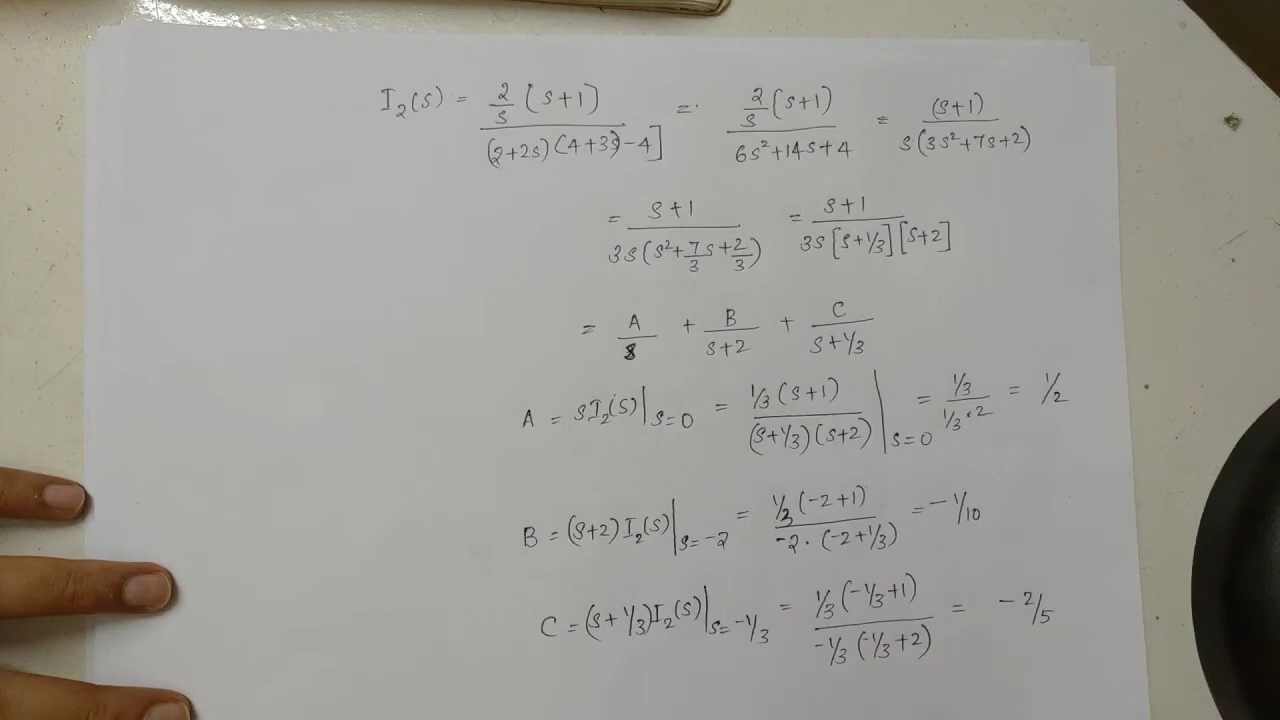 I₂(s) = 2/s (s+1) / (2+2s)(4+3s)-4] = 2/s (s+1) / 6s²+14s+4 = (s+1) / s(3s²+7s+2)
= s+1 / 3s(s²+7/3 s+2/3) = s+1 / 3s[s+1/3][s+2]
= A/s + B/s+2 + C/s+1/3
A = sI₂(s)|s=0 = 1/3(s+1) / (s+1/3)(s+2) |s=0 = 1/3 / 1/3·2 = 1/2
B = (s+2)I₂(s)|s=-2 = 1/3(-2+1) / -2·(-2+1/3) = -1/10
C = (s+1/3)I₂(s)|s=-1/3 = 1/3(-1/3+1) / -1/3(-1/3+2) = -2/5